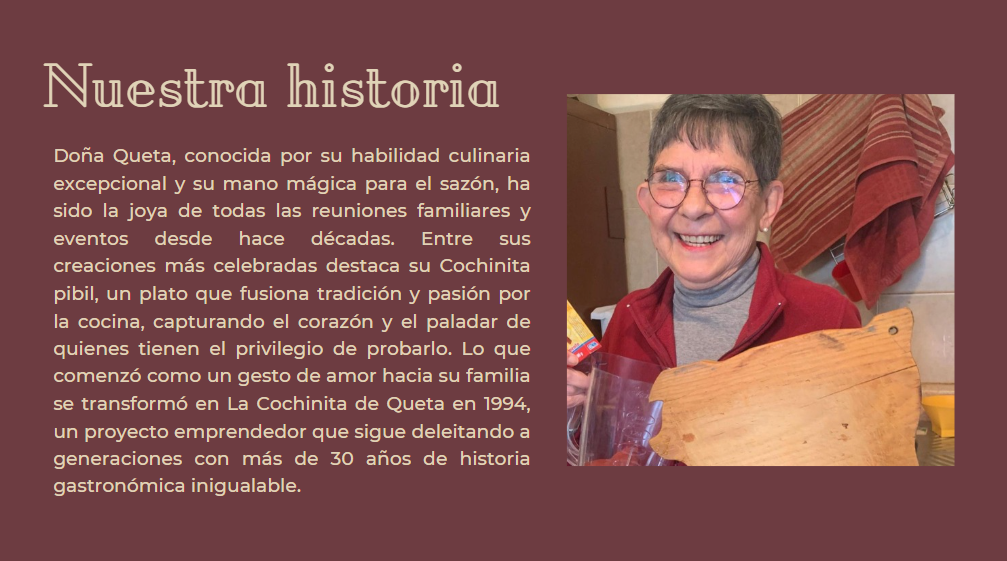 Nuestra historia
Doña Queta, conocida por su habilidad culinaria
excepcional y su mano mágica para el sazón, ha
sido la joya de todas las reuniones familiares y
eventos desde hace décadas. Entre sus
creaciones más celebradas destaca su Cochinita
pibil, un plato que fusiona tradición y pasión por
la cocina, capturando el corazón y el paladar de
quienes tienen el privilegio de probarlo. Lo que
comenzó como un gesto de amor hacia su familia
se transformó en La Cochinita de Queta en 1994,
un proyecto emprendedor que sigue deleitando a
generaciones con más de 30 años de historia
gastronómica inigualable.